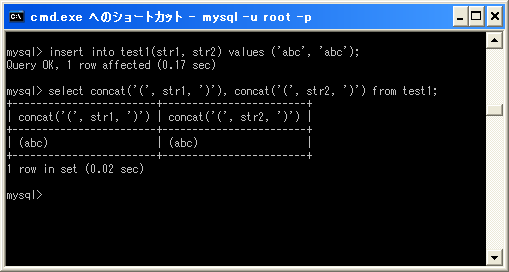 cmd.exe へのショートカット - mysql -u root -p
mysql> insert into test1(str1, str2) values ('abc', 'abc');
Query OK, 1 row affected (0.17 sec)
mysql> select concat('(', str1, ')'), concat('(', str2, ')') from test1;
+------------------------+------------------------+
| concat('(', str1, ')') | concat('(', str2, ')') |
+------------------------+------------------------+
| (abc)                  | (abc)                  |
+------------------------+------------------------+
1 row in set (0.02 sec)
mysql>